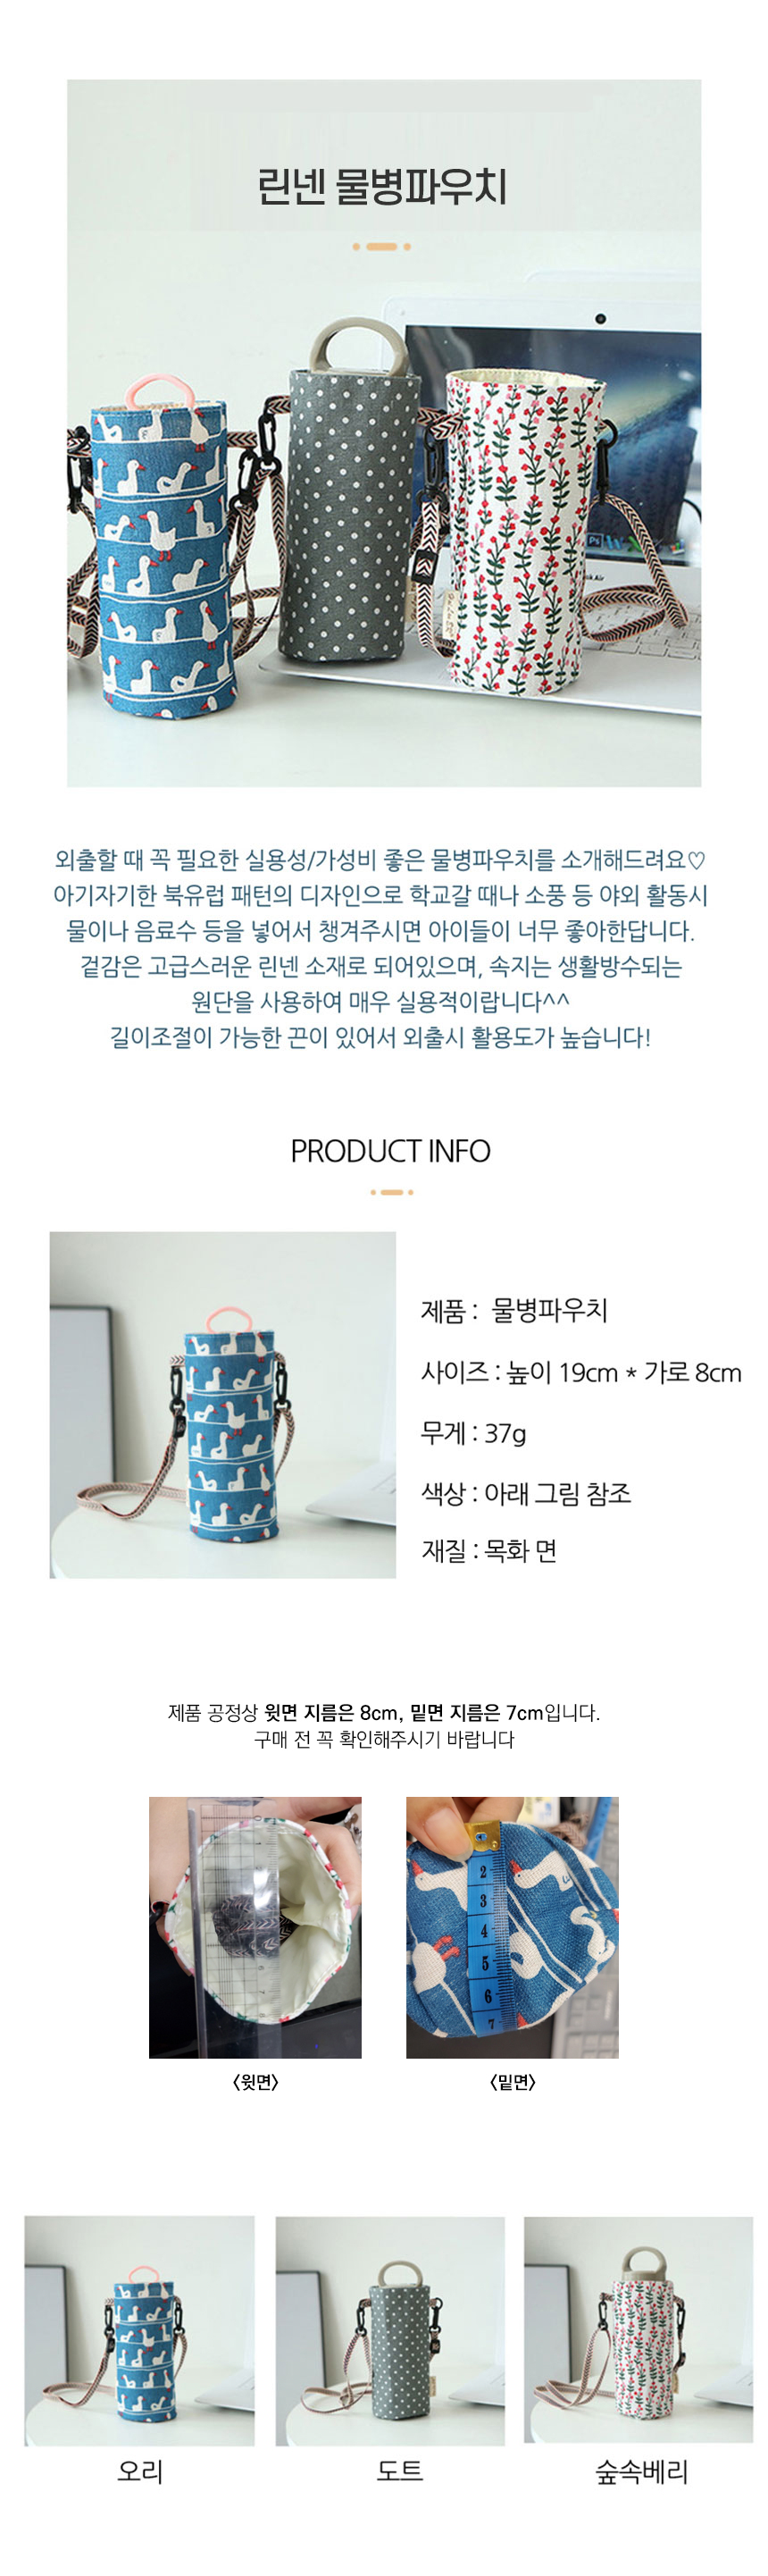 린넨 물병파우치
외출할 때 꼭 필요한 실용성/가성비 좋은 물병파우치를 소개해드려요♡
아기자기한 북유럽 패턴의 디자인으로 학교갈 때나 소풍 등 야외 활동시
물이나 음료수 등을 넣어서 챙겨주시면 아이들이 너무 좋아한답니다.
겉감은 고급스러운 린넨 소재로 되어있으며, 속지는 생활방수되는
원단을 사용하여 매우 실용적이랍니다^^
길이조절이 가능한 끈이 있어서 외출시 활용도가 높습니다!
PRODUCT INFO
제품 : 물병파우치
사이즈 : 높이 19cm * 가로 8cm
무게 : 37g
색상 : 아래 그림 참조
재질 : 목화 면
제품 공정상 윗면 지름은 8cm, 밑면 지름은 7cm입니다.
구매 전 꼭 확인해주시기 바랍니다
2
3
4
5
6
7
<윗면>
<밑면>
오리
도트
숲속베리